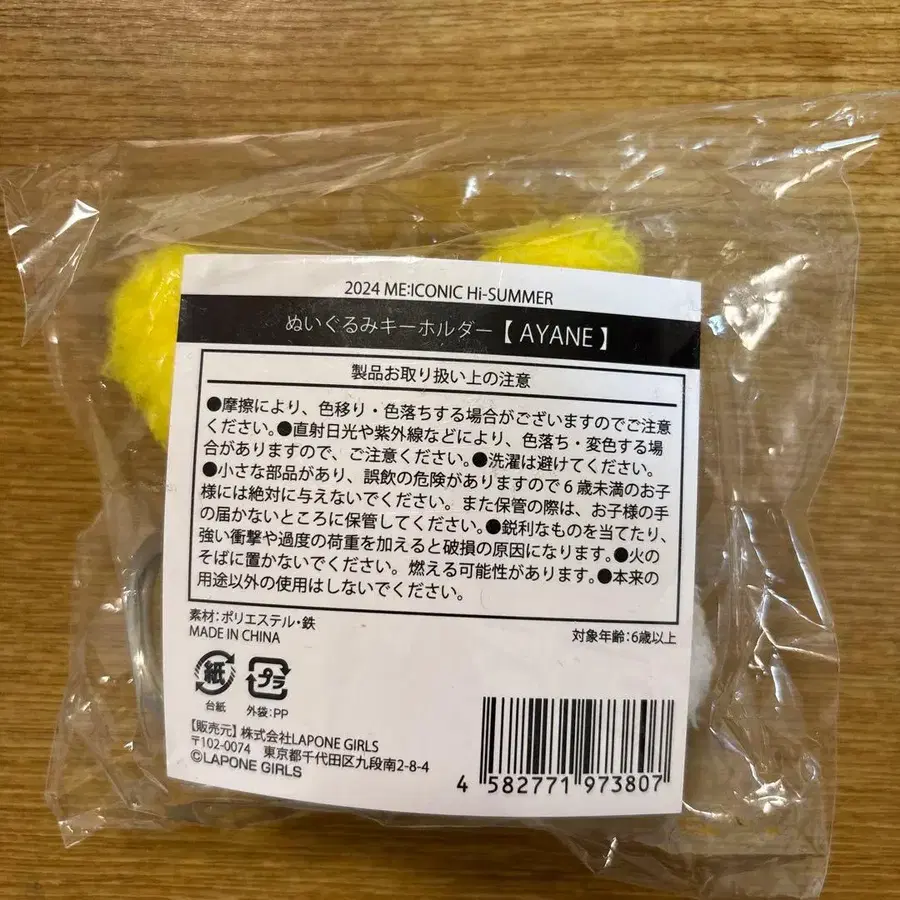 2024 ME:ICONIC Hi-SUMMER
ぬいぐるみキーホルダー【 AYANE 】
製品お取り扱い上の注意
●摩擦により、色移り・色落ちする場合がございますのでご注意
ください。●直射日光や紫外線などにより、色落ち・変色する場
合がありますので、ご注意ください。●洗濯は避けてください。
●小さな部品があり、誤飲の危険がありますので６歳未満のお子
様には絶対に与えないでください。また保管の際は、お子様の手
の届かないところに保管してください。●鋭利なものを当てたり、
強い衝撃や過度の荷重を加えると破損の原因になります。●火の
そばに置かないでください。燃える可能性があります。●本来の
用途以外の使用はしないでください。
素材：ポリエステル・鉄
MADE IN CHINA
対象年齢：6歳以上
紙
プラ
台紙
外袋：PP
【販売元】株式会社LAPONE GIRLS
〒102-0074 東京都千代田区九段南2-8-4
©LAPONE GIRLS
4 582771 973807